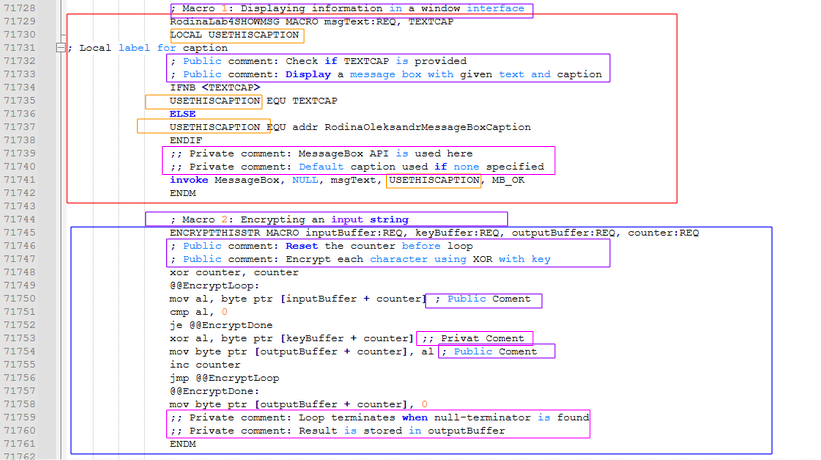 71728 ; Macro 1: Displaying information in a window interface
71729 RodinaLab4SHOWMSG MACRO msgText:REQ, TEXTCAP
71730 LOCAL USETHISCAPTION
71731 ; Local label for caption
71732 ; Public comment: Check if TEXTCAP is provided
71733 ; Public comment: Display a message box with given text and caption
71734 IFNB <TEXTCAP>
71735 USETHISCAPTION EQU TEXTCAP
71736 ELSE
71737 USETHISCAPTION EQU addr RodinaOleksandrMessageBoxCaption
71738 ENDIF
71739 ;; Private comment: MessageBox API is used here
71740 ;; Private comment: Default caption used if none specified
71741 invoke MessageBox, NULL, msgText, USETHISCAPTION, MB_OK
71742 ENDM
71743
71744 ; Macro 2: Encrypting an input string
71745 ENCRYPTTHISSTR MACRO inputBuffer:REQ, keyBuffer:REQ, outputBuffer:REQ, counter:REQ
71746 ; Public comment: Reset the counter before loop
71747 ; Public comment: Encrypt each character using XOR with key
71748 xor counter, counter
71749 @@EncryptLoop:
71750 mov al, byte ptr [inputBuffer + counter] ; Public Coment
71751 cmp al, 0
71752 je @@EncryptDone
71753 xor al, byte ptr [keyBuffer + counter] ;; Privat Coment
71754 mov byte ptr [outputBuffer + counter], al ; Public Coment
71755 inc counter
71756 jmp @@EncryptLoop
71757 @@EncryptDone:
71758 mov byte ptr [outputBuffer + counter], 0
71759 ;; Private comment: Loop terminates when null-terminator is found
71760 ;; Private comment: Result is stored in outputBuffer
71761 ENDM
71762